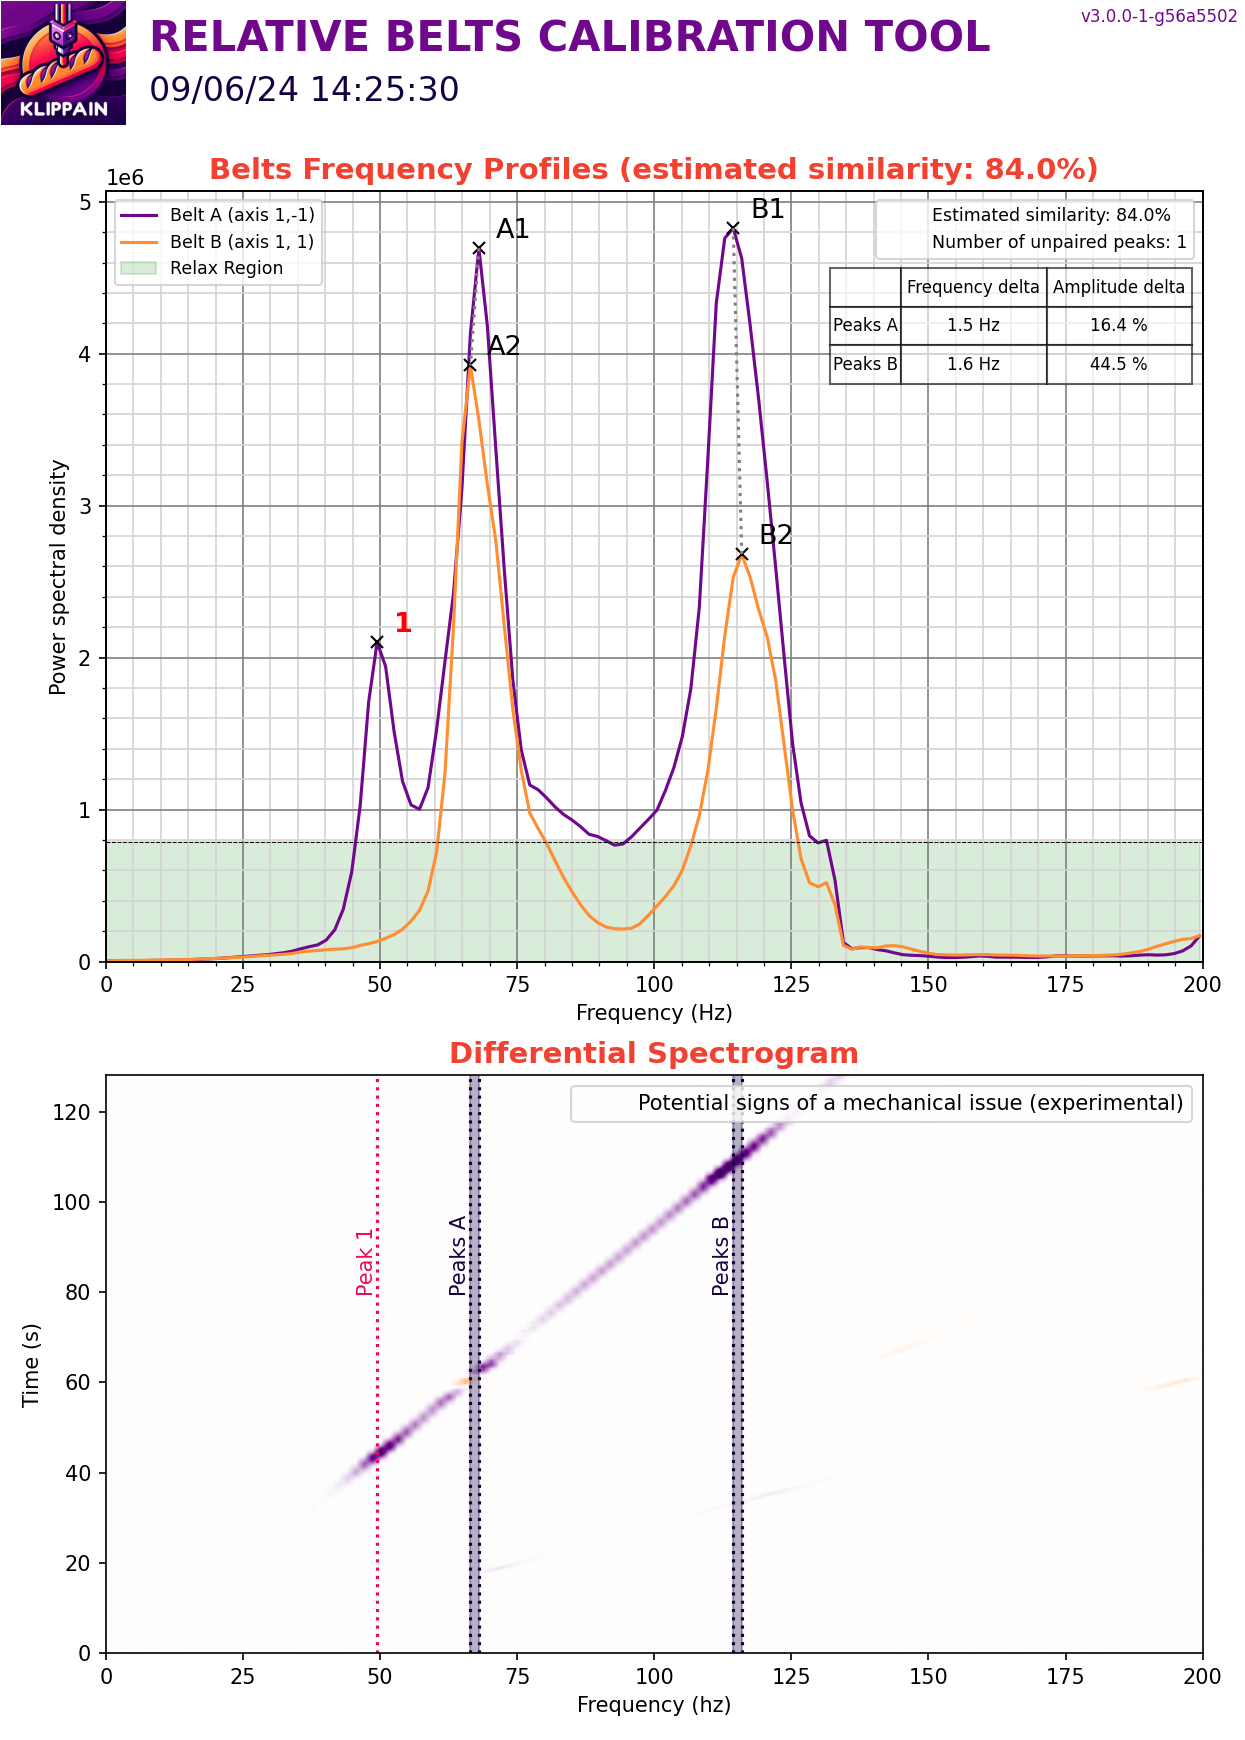 KLIPPAIN
RELATIVE BELTS CALIBRATION TOOL
09/06/24 14:25:30
v3.0.0-1-g56a5502
Belts Frequency Profiles (estimated similarity: 84.0%)
1e6
Belt A (axis 1,-1)
Belt B (axis 1, 1)
Relax Region
Estimated similarity: 84.0%
Number of unpaired peaks: 1
Frequency delta Amplitude delta
Peaks A 1.5 Hz 16.4 %
Peaks B 1.6 Hz 44.5 %
A1
A2
B1
B2
1
5
4
3
2
1
0
Power spectral density
0 25 50 75 100 125 150 175 200
Frequency (Hz)
Differential Spectrogram
Potential signs of a mechanical issue (experimental)
Peak 1
Peaks A
Peaks B
120
100
80
60
40
20
0
Time (s)
0 25 50 75 100 125 150 175 200
Frequency (hz)